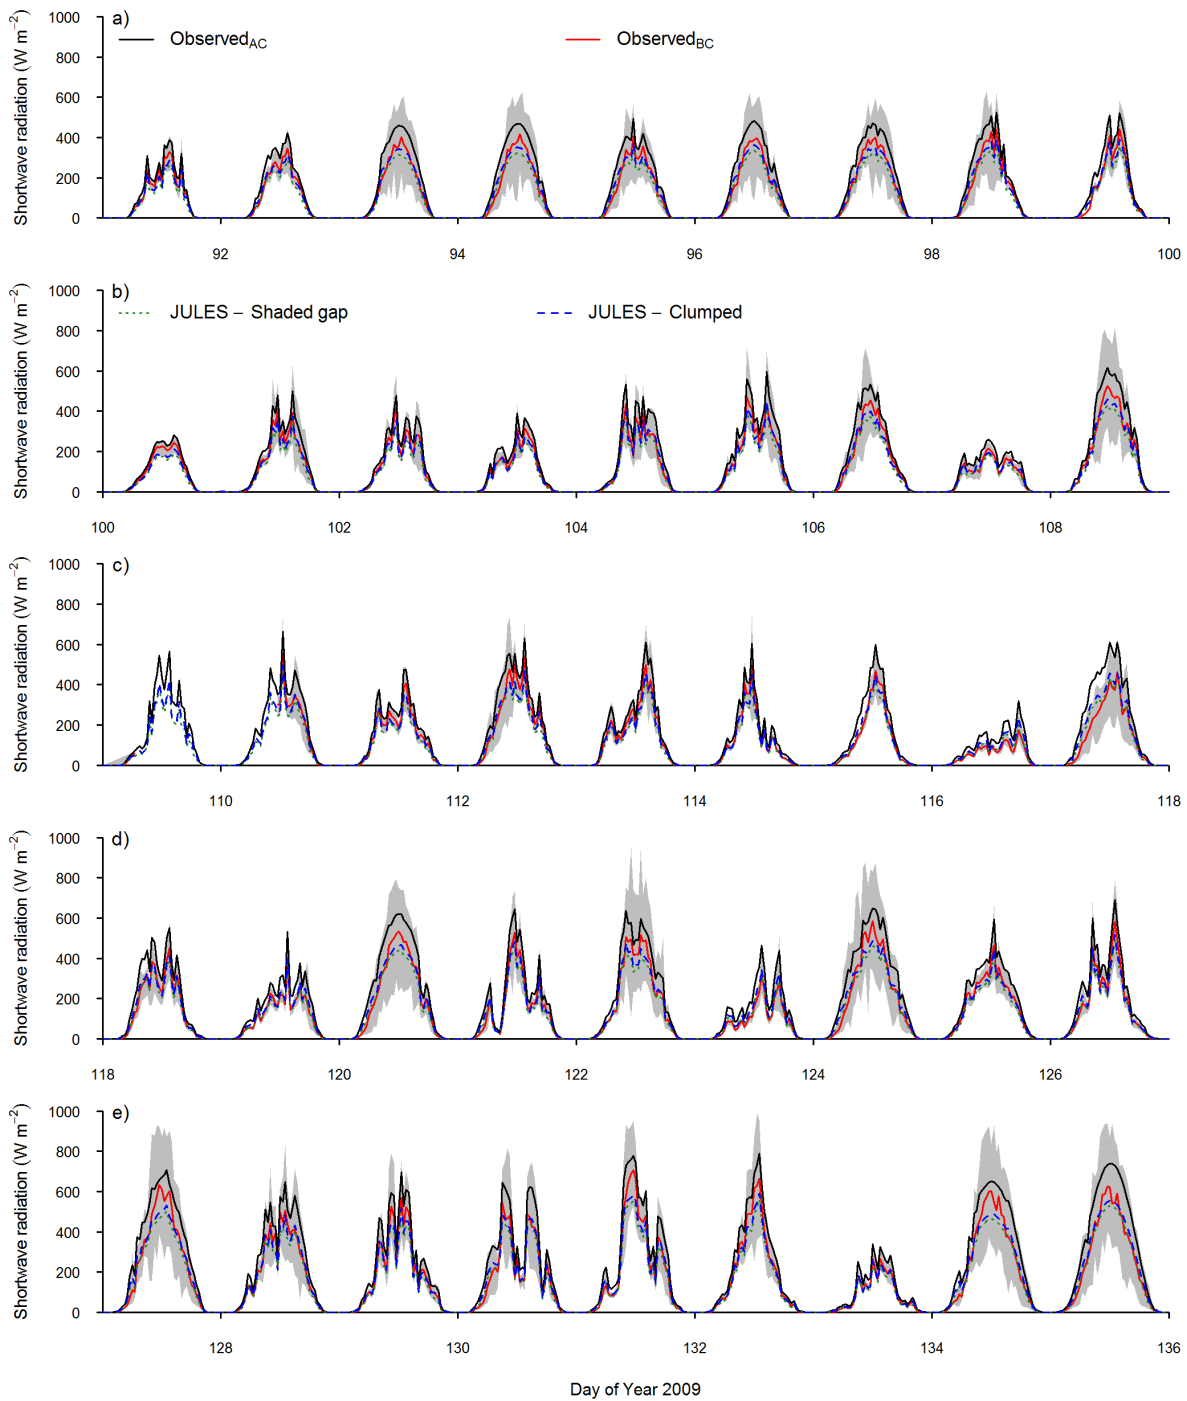 a)
Observed_AC Observed_BC
Shortwave radiation (W m⁻²)
1000
800
600
400
200
0
92 94 96 98 100
b)
JULES – Shaded gap JULES – Clumped
Shortwave radiation (W m⁻²)
1000
800
600
400
200
0
100 102 104 106 108
c)
Shortwave radiation (W m⁻²)
1000
800
600
400
200
0
110 112 114 116 118
d)
Shortwave radiation (W m⁻²)
1000
800
600
400
200
0
118 120 122 124 126
e)
Shortwave radiation (W m⁻²)
1000
800
600
400
200
0
128 130 132 134 136
Day of Year 2009